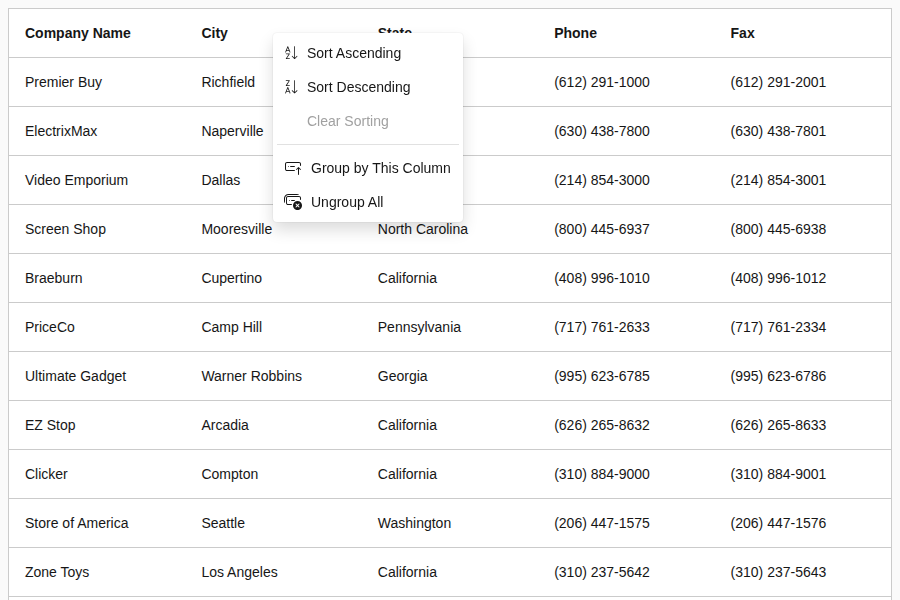 Company Name City Phone Fax
Sort Ascending
Premier Buy Richfield Sort Descending (612) 291-1000 (612) 291-2001
Clear Sorting
ElectrixMax Naperville (630) 438-7800 (630) 438-7801
Group by This Column
Video Emporium Dallas (214) 854-3000 (214) 854-3001
Ungroup All
Screen Shop Mooresville North Carolina (800) 445-6937 (800) 445-6938
Braeburn Cupertino California (408) 996-1010 (408) 996-1012
PriceCo Camp Hill Pennsylvania (717) 761-2633 (717) 761-2334
Ultimate Gadget Warner Robbins Georgia (995) 623-6785 (995) 623-6786
EZ Stop Arcadia California (626) 265-8632 (626) 265-8633
Clicker Compton California (310) 884-9000 (310) 884-9001
Store of America Seattle Washington (206) 447-1575 (206) 447-1576
Zone Toys Los Angeles California (310) 237-5642 (310) 237-5643